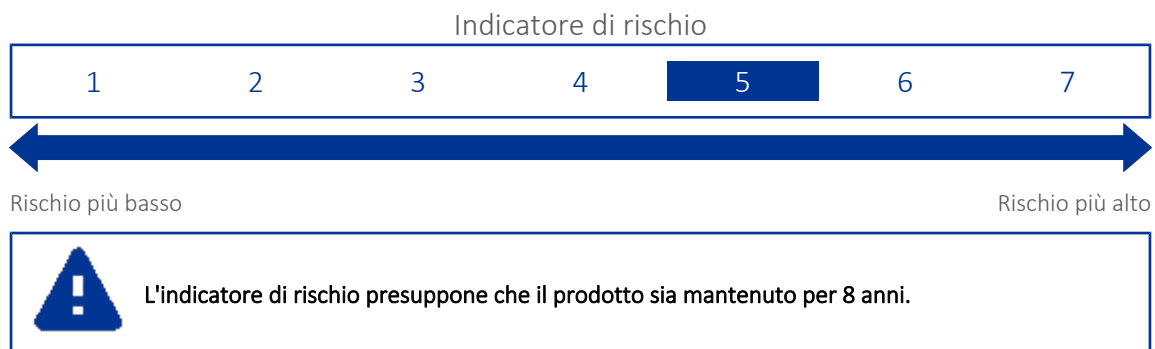 Indicatore di rischio
1 2 3 4 5 6 7
Rischio più basso Rischio più alto
L'indicatore di rischio presuppone che il prodotto sia mantenuto per 8 anni.